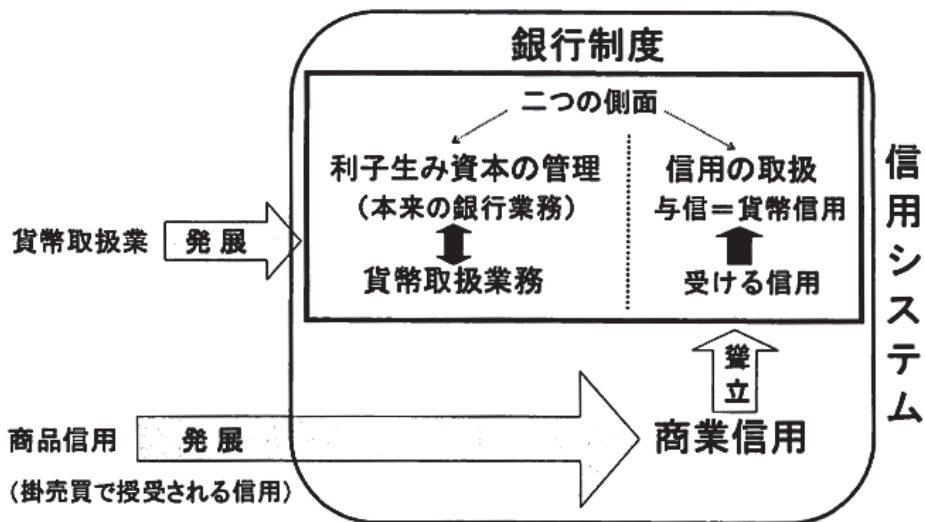 銀行制度
二つの側面
利子生み資本の管理
(本来の銀行業務)
貨幣取扱業務
信用の取扱
与信=貨幣信用
受ける信用
信用システム
貨幣取扱業
発展
聳立
商品信用
発展
商業信用
(掛売買で授受される信用)